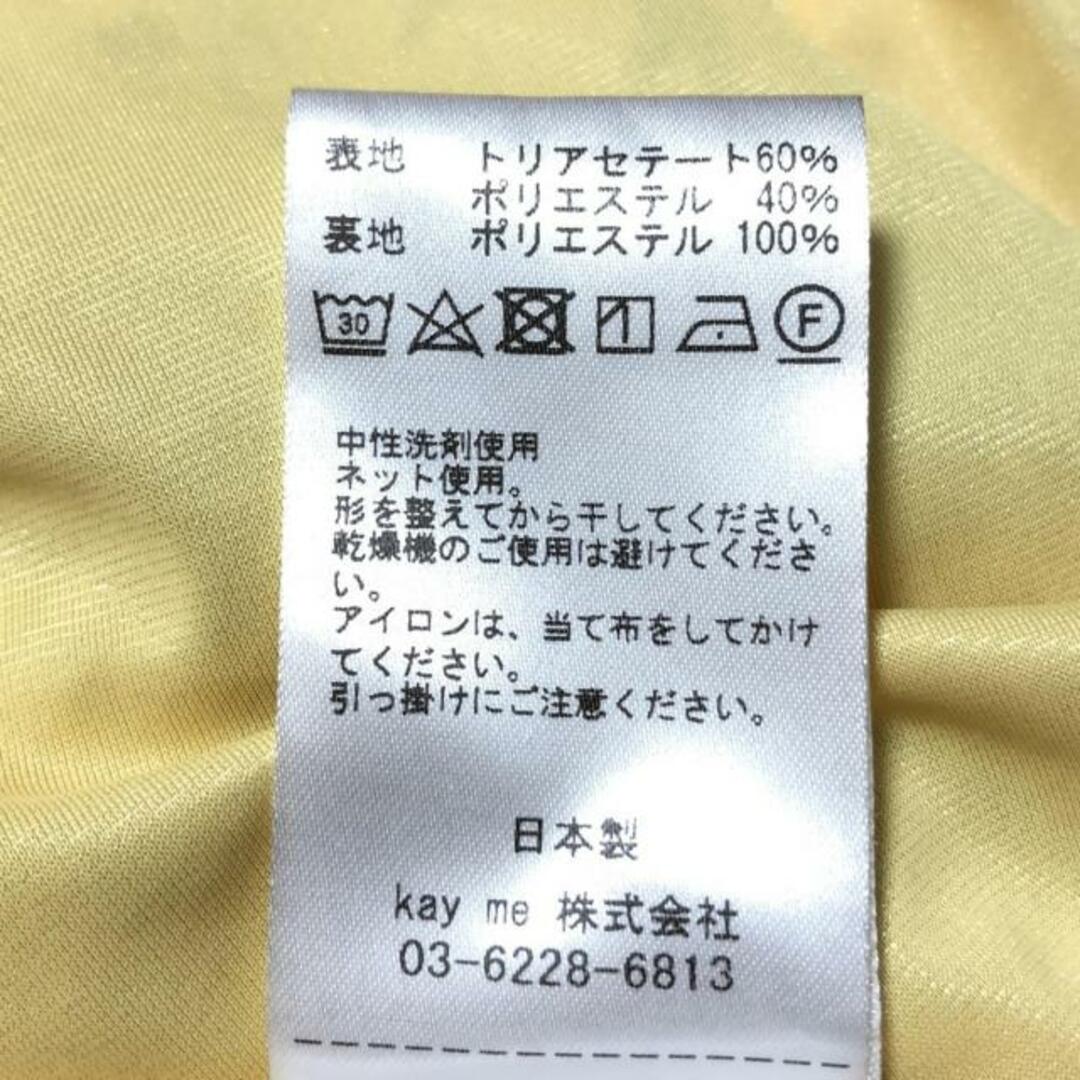 表地 トリアセテート60%
ポリエステル 40%
裏地 ポリエステル 100%
30 F
中性洗剤使用
ネット使用。
形を整えてから干してください。
乾燥機のご使用は避けてくださ
い。
アイロンは、当て布をしてかけ
てください。
引っ掛けにご注意ください。
日本製
kay me 株式会社
03-6228-6813